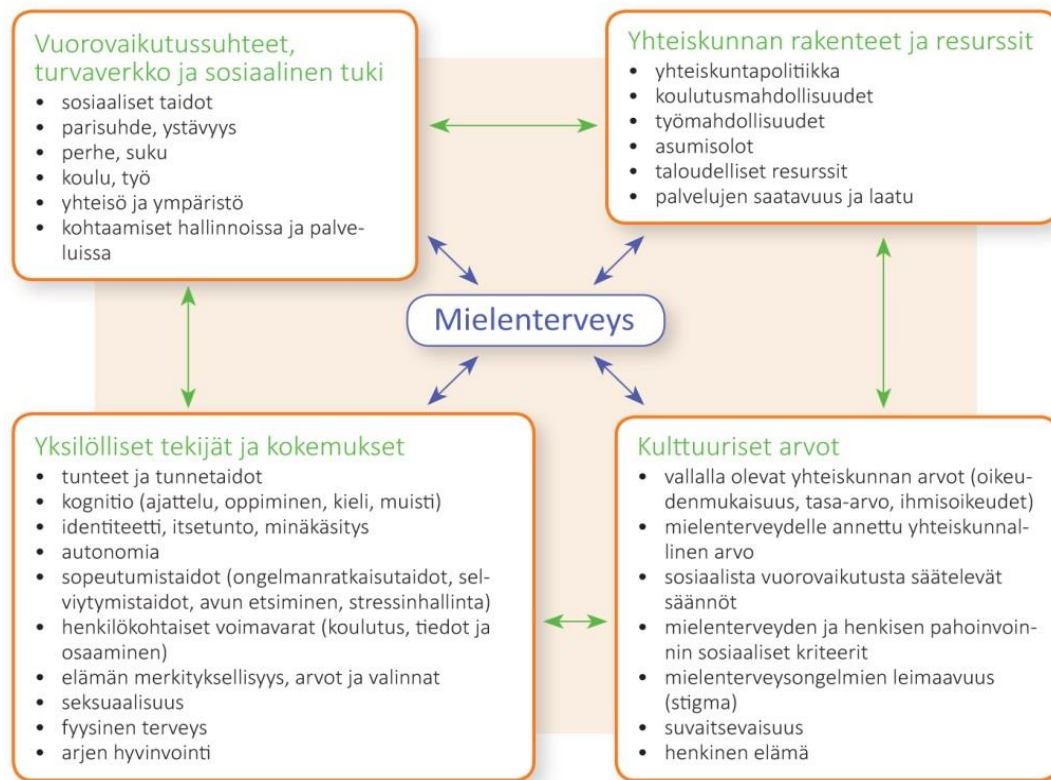 Vuorovaikutussuhteet,
turvaverkko ja sosiaalinen tuki
• sosiaaliset taidot
• parisuhde, ystävyys
• perhe, suku
• koulu, työ
• yhteisö ja ympäristö
• kohtaamiset hallinnoissa ja palve-
luissa
Yhteiskunnan rakenteet ja resurssit
• yhteiskuntapolitiikka
• koulutusmahdollisuudet
• työmahdollisuudet
• asumisolot
• taloudelliset resurssit
• palvelujen saatavuus ja laatu
Mielenterveys
Yksilölliset tekijät ja kokemukset
• tunteet ja tunnetaidot
• kognitio (ajattelu, oppiminen, kieli, muisti)
• identiteetti, itsetunto, minäkäsitys
• autonomia
• sopeutumistaidot (ongelmanratkaisutaidot, sel-
viytymistaidot, avun etsiminen, stressinhallinta)
• henkilökohtaiset voimavarat (koulutus, tiedot ja
osaaminen)
• elämän merkityksellisyys, arvot ja valinnat
• seksuaalisuus
• fyysinen terveys
• arjen hyvinvointi
Kulttuuriset arvot
• vallalla olevat yhteiskunnan arvot (oikeu-
denmukaisuus, tasa-arvo, ihmisoikeudet)
• mielenterveydelle annettu yhteiskunnal-
linen arvo
• sosiaalista vuorovaikutusta säätelevät
säännöt
• mielenterveyden ja henkisen pahoinvoin-
nin sosiaaliset kriteerit
• mielenterveysongelmien leimaavuus
(stigma)
• suvaitsevaisuus
• henkinen elämä